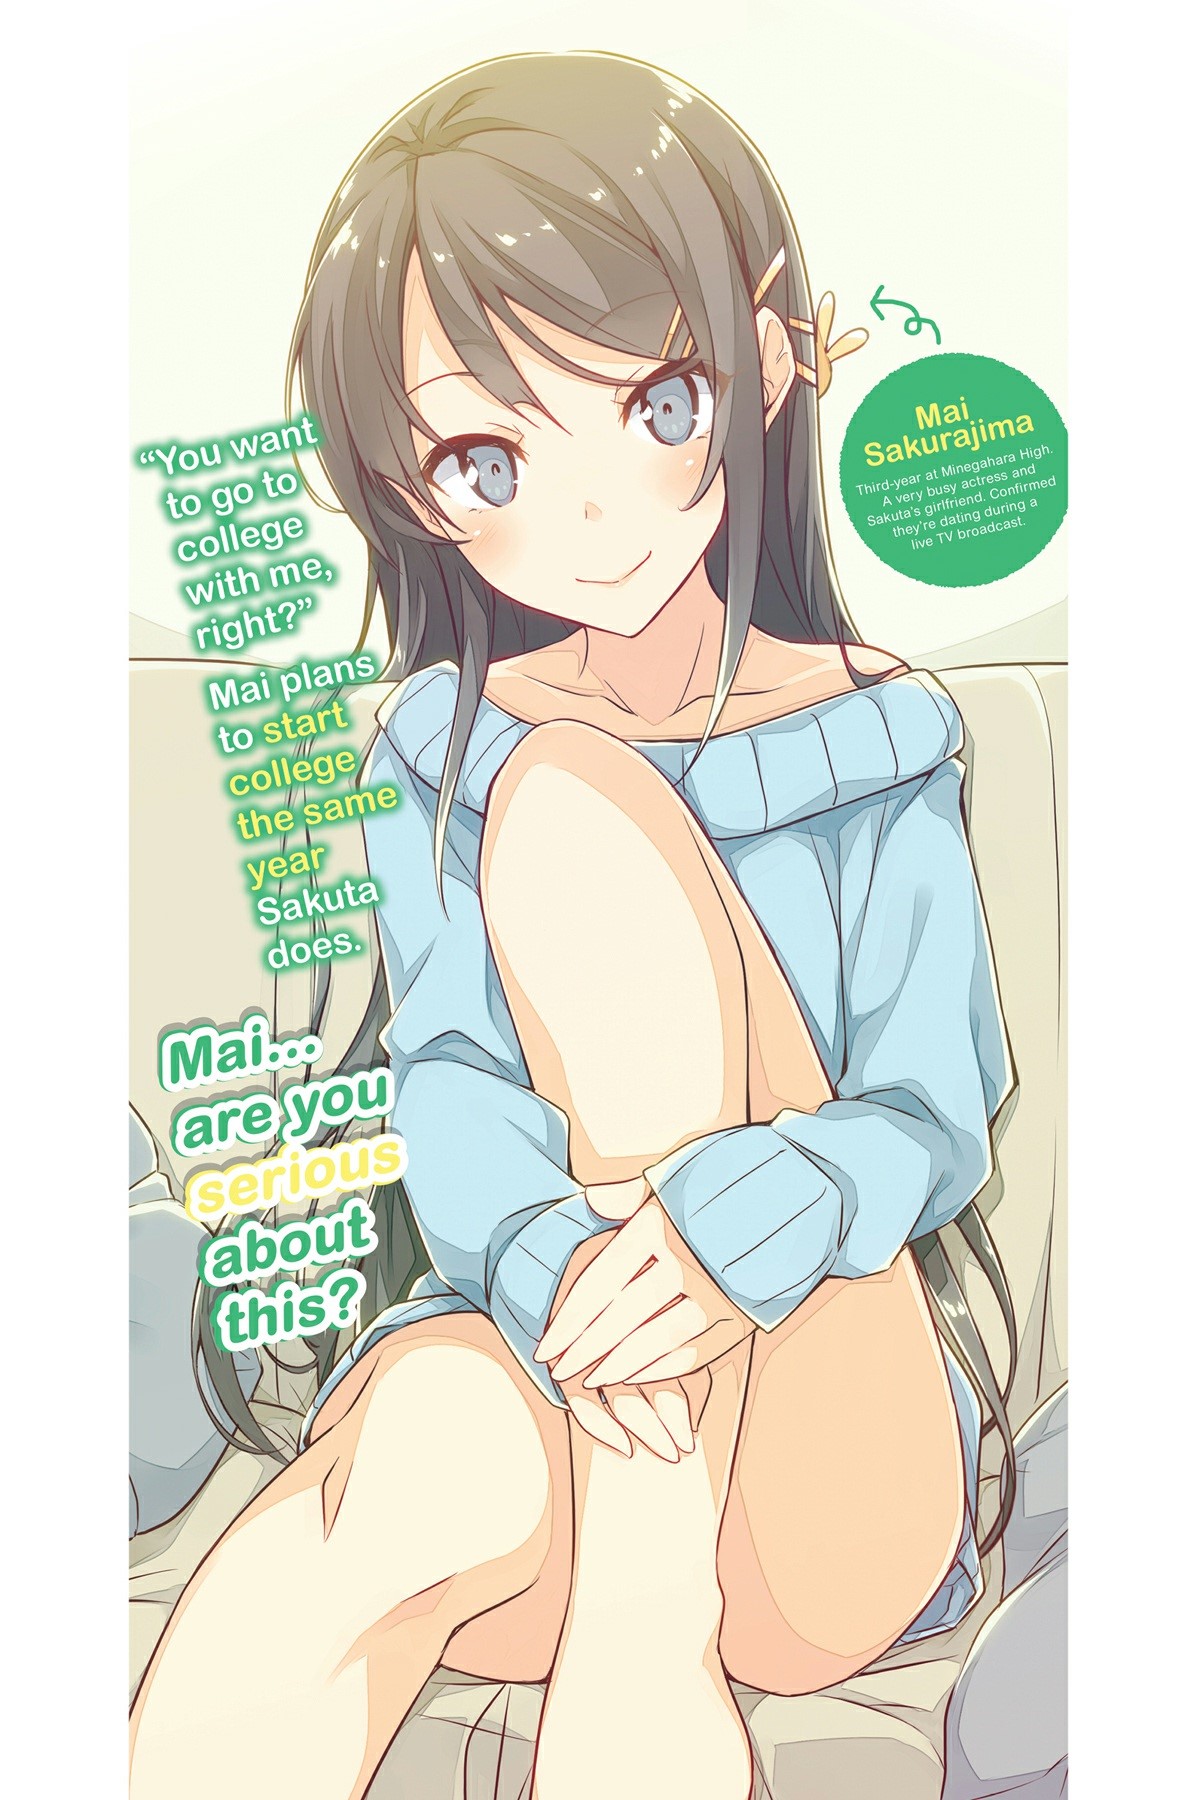 Mai
Sakurajima
Third-year at Minegahara High.
A very busy actress and
Sakuta's girlfriend. Confirmed
they're dating during a
live TV broadcast.
“You want
to go to
college
with me,
right?”
Mai plans
to start
college
the same
year
Sakuta
does.
Mai...
are you
serious
about
this?